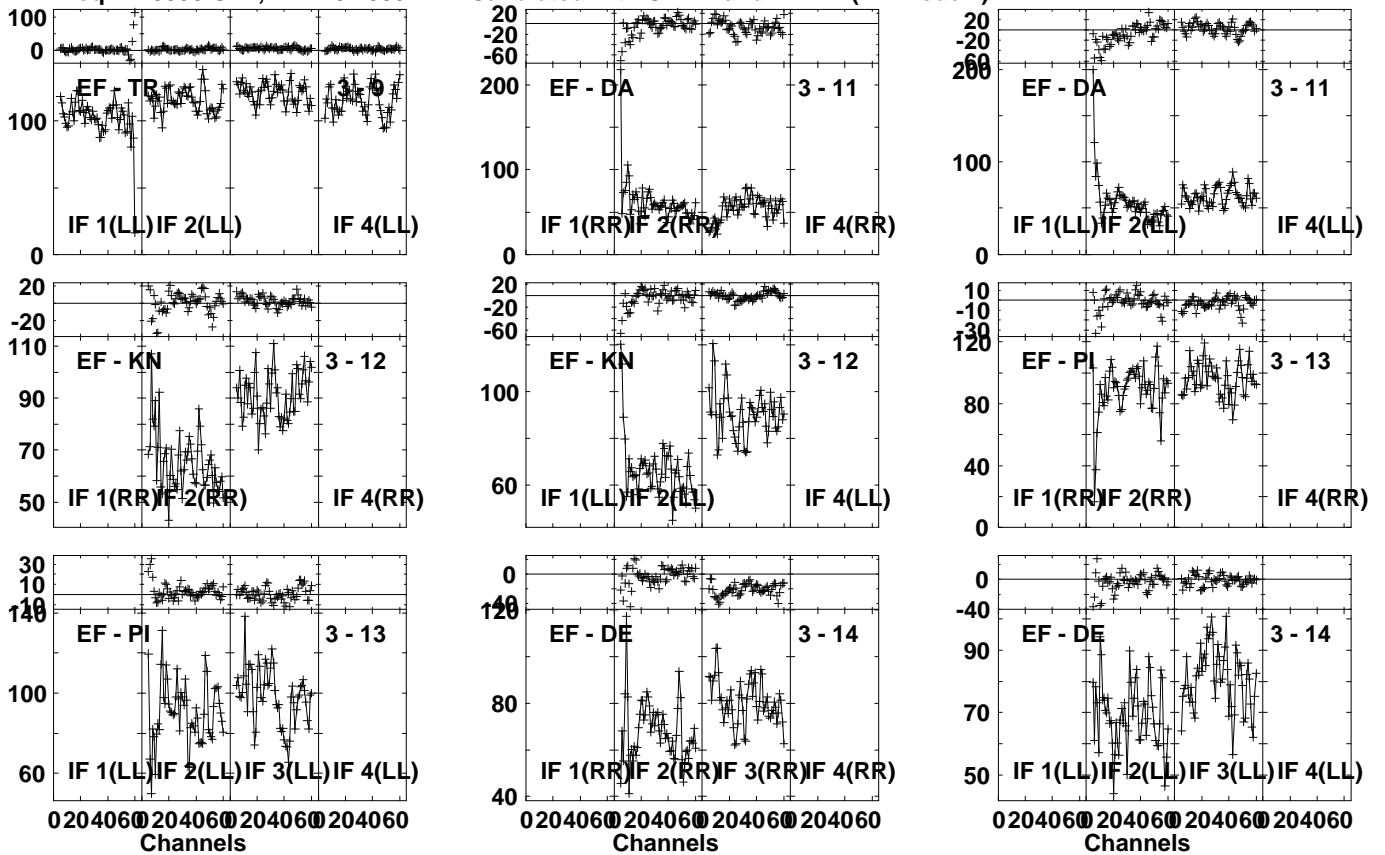 100
0
EF - TR
3 - 9
100
0
IF 1(LL)
IF 2(LL)
IF 4(LL)
20
-20
-60
200
EF - DA
3 - 11
100
0
IF 1(RR)
IF 2(RR)
IF 4(RR)
20
-20
-60
200
EF - DA
3 - 11
100
0
IF 1(LL)
IF 2(LL)
IF 4(LL)
20
-20
110
EF - KN
3 - 12
90
70
50
IF 1(RR)
IF 2(RR)
IF 4(RR)
20
-20
-60
EF - KN
3 - 12
100
60
IF 1(LL)
IF 2(LL)
IF 4(LL)
10
-10
-30
120
EF - PI
3 - 13
80
40
0
IF 1(RR)
IF 2(RR)
IF 4(RR)
30
10
140
EF - PI
3 - 13
100
60
IF 1(LL)
IF 2(LL)
IF 3(LL)
IF 4(LL)
0 20 40 60 0 20 40 60 0 20 40 60 0 20 40 60
Channels
0
120
EF - DE
3 - 14
80
40
IF 1(RR)
IF 2(RR)
IF 3(RR)
IF 4(RR)
0 20 40 60 0 20 40 60 0 20 40 60 0 20 40 60
Channels
0
-40
EF - DE
3 - 14
90
70
50
IF 1(LL)
IF 2(LL)
IF 3(LL)
IF 4(LL)
0 20 40 60 0 20 40 60 0 20 40 60 0 20 40 60
Channels